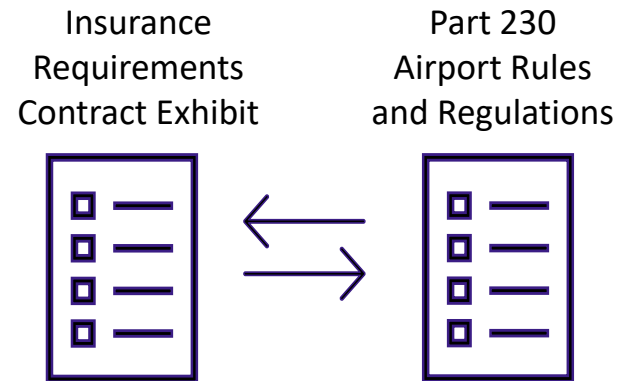 Insurance
Requirements
Contract Exhibit
Part 230
Airport Rules
and Regulations